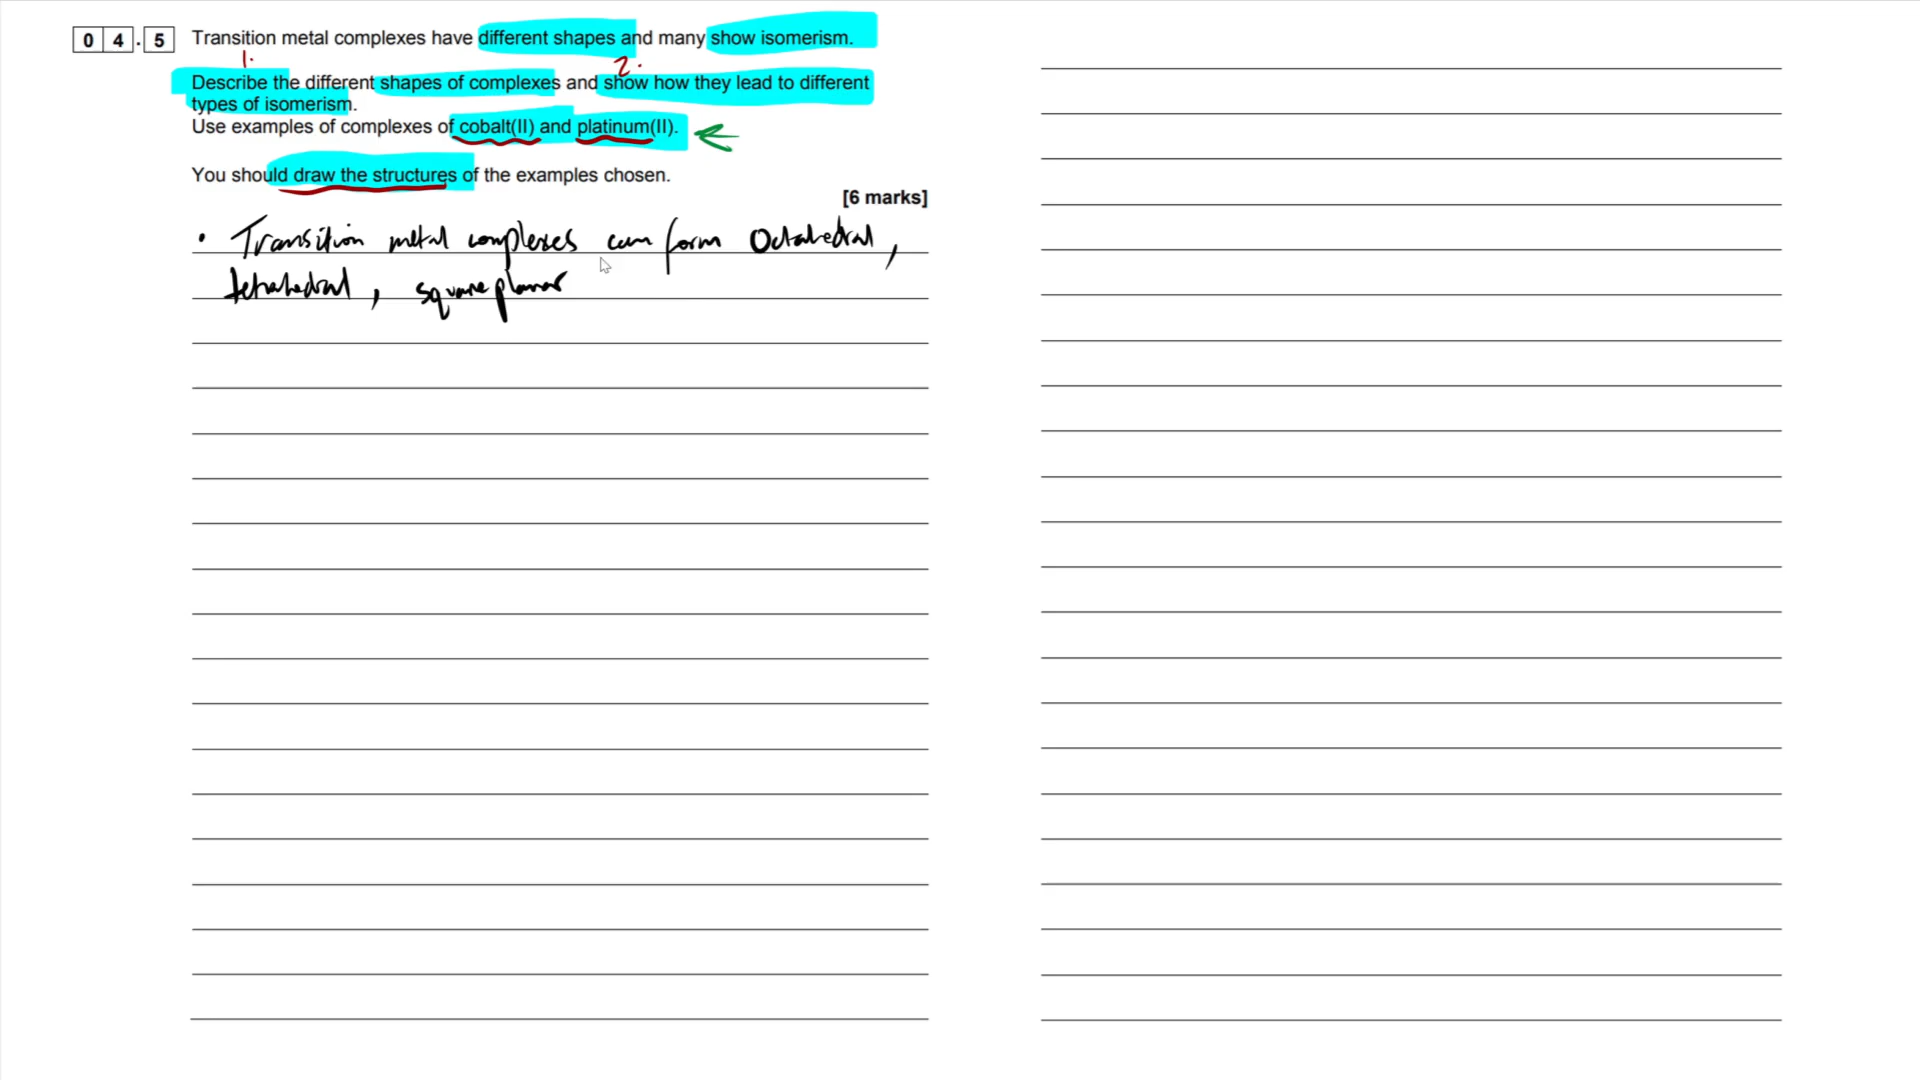 04.5 Transition metal complexes have different shapes and many show isomerism.
1. 2.
Describe the different shapes of complexes and show how they lead to different
types of isomerism.
Use examples of complexes of cobalt(II) and platinum(II).
You should draw the structures of the examples chosen.
[6 marks]
• Transition metal complexes can form Octahedral,
tetrahedral, square planar